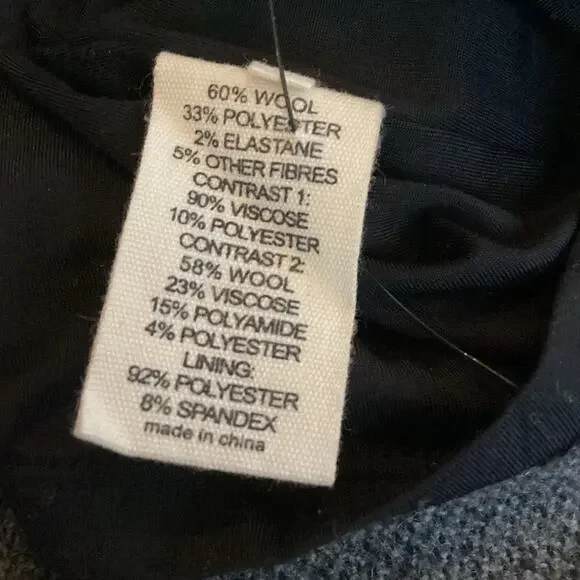 60% WOOL
33% POLYESTER
2% ELASTANE
5% OTHER FIBRES
CONTRAST 1:
90% VISCOSE
10% POLYESTER
CONTRAST 2:
58% WOOL
23% VISCOSE
15% POLYAMIDE
4% POLYESTER
LINING:
92% POLYESTER
8% SPANDEX
made in china